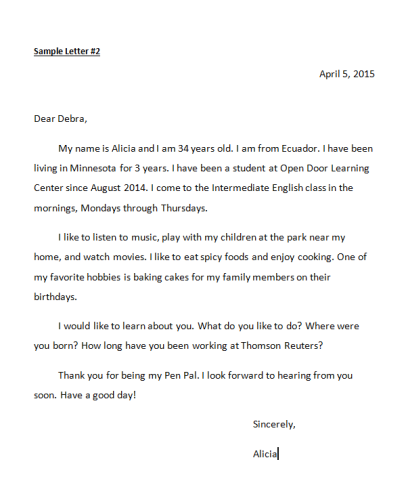 Sample Letter #2
April 5, 2015
Dear Debra,
My name is Alicia and I am 34 years old. I am from Ecuador. I have been
living in Minnesota for 3 years. I have been a student at Open Door Learning
Center since August 2014. I come to the Intermediate English class in the
mornings, Mondays through Thursdays.
I like to listen to music, play with my children at the park near my
home, and watch movies. I like to eat spicy foods and enjoy cooking. One of
my favorite hobbies is baking cakes for my family members on their
birthdays.
I would like to learn about you. What do you like to do? Where were
you born? How long have you been working at Thomson Reuters?
Thank you for being my Pen Pal. I look forward to hearing from you
soon. Have a good day!
Sincerely,
Alicia